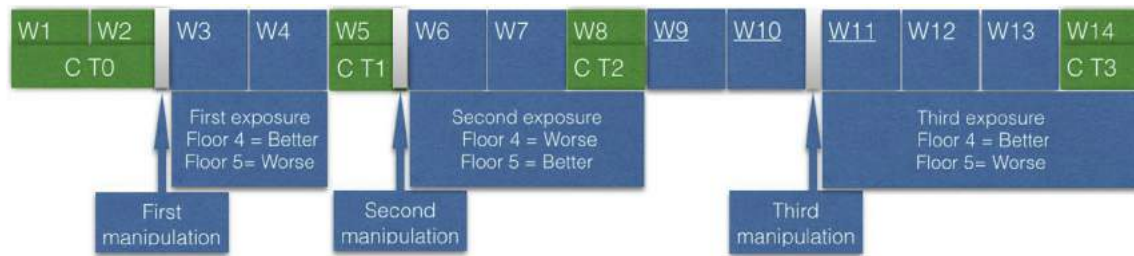 W1 W2 W3 W4 W5 W6 W7 W8 W9 W10 W11 W12 W13 W14
C T0 C T1 C T2 C T3
First exposure
Floor 4 = Better
Floor 5= Worse
Second exposure
Floor 4 = Worse
Floor 5 = Better
Third exposure
Floor 4 = Better
Floor 5= Worse
First
manipulation
Second
manipulation
Third
manipulation